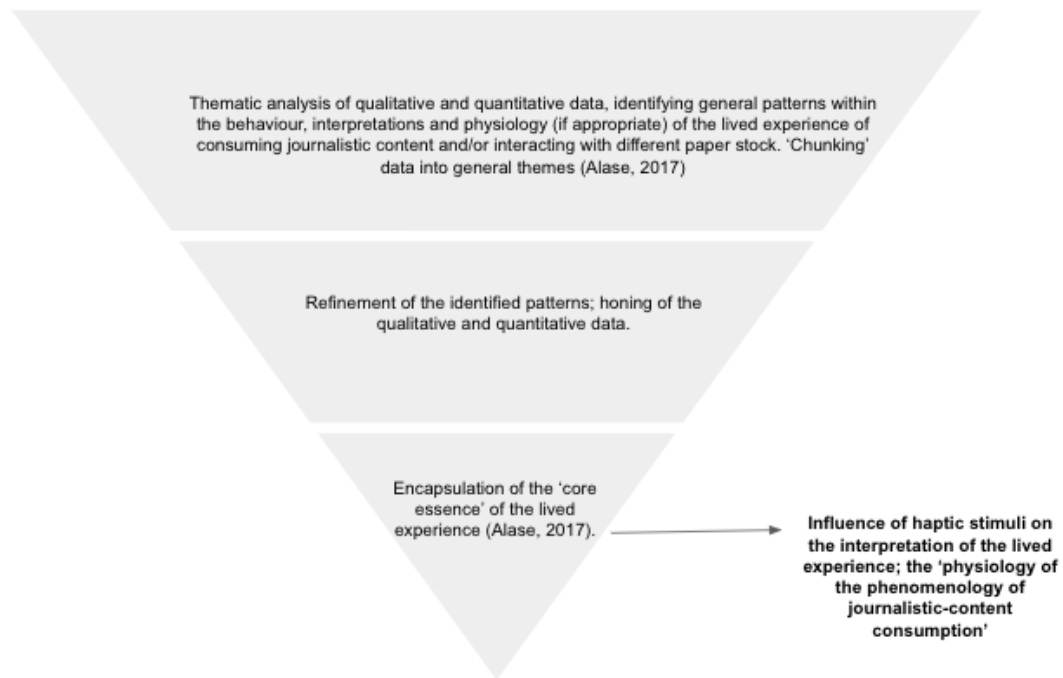 Thematic analysis of qualitative and quantitative data, identifying general patterns within
the behaviour, interpretations and physiology (if appropriate) of the lived experience of
consuming journalistic content and/or interacting with different paper stock. ‘Chunking’
data into general themes (Alase, 2017)
Refinement of the identified patterns; honing of the
qualitative and quantitative data.
Encapsulation of the ‘core
essence’ of the lived
experience (Alase, 2017).
Influence of haptic stimuli on
the interpretation of the lived
experience; the ‘physiology of
the phenomenology of
journalistic-content
consumption’